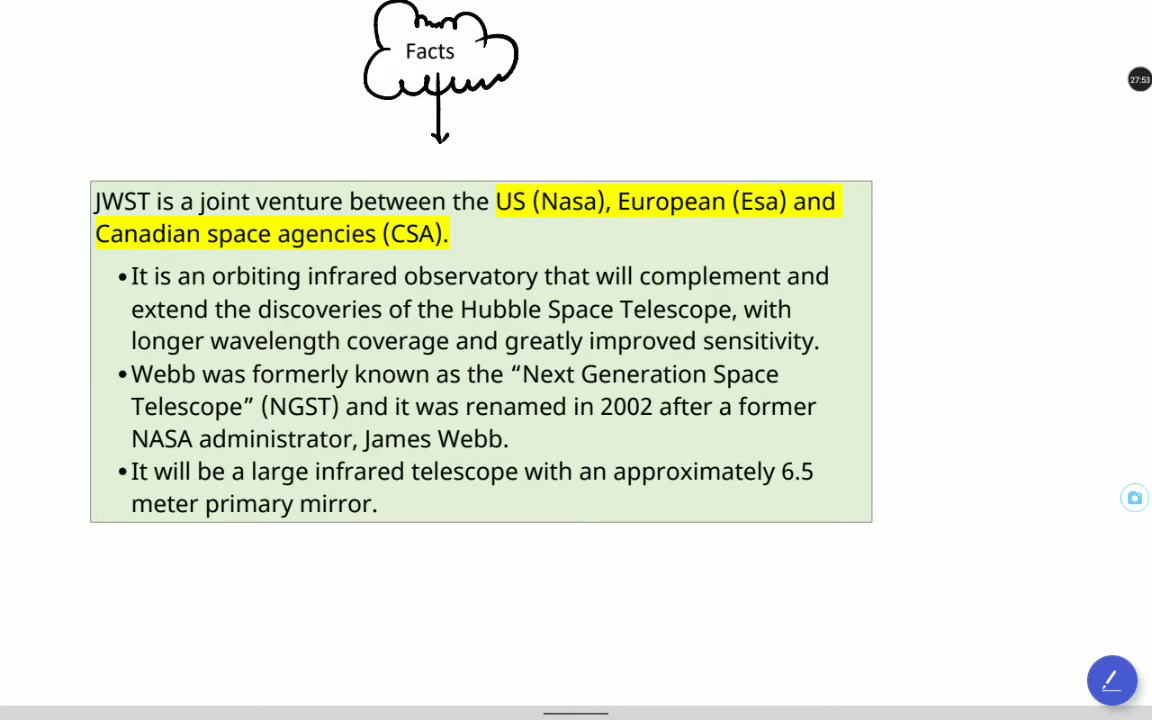 Facts
27:53
JWST is a joint venture between the US (Nasa), European (Esa) and
Canadian space agencies (CSA).
•It is an orbiting infrared observatory that will complement and
extend the discoveries of the Hubble Space Telescope, with
longer wavelength coverage and greatly improved sensitivity.
•Webb was formerly known as the “Next Generation Space
Telescope” (NGST) and it was renamed in 2002 after a former
NASA administrator, James Webb.
•It will be a large infrared telescope with an approximately 6.5
meter primary mirror.